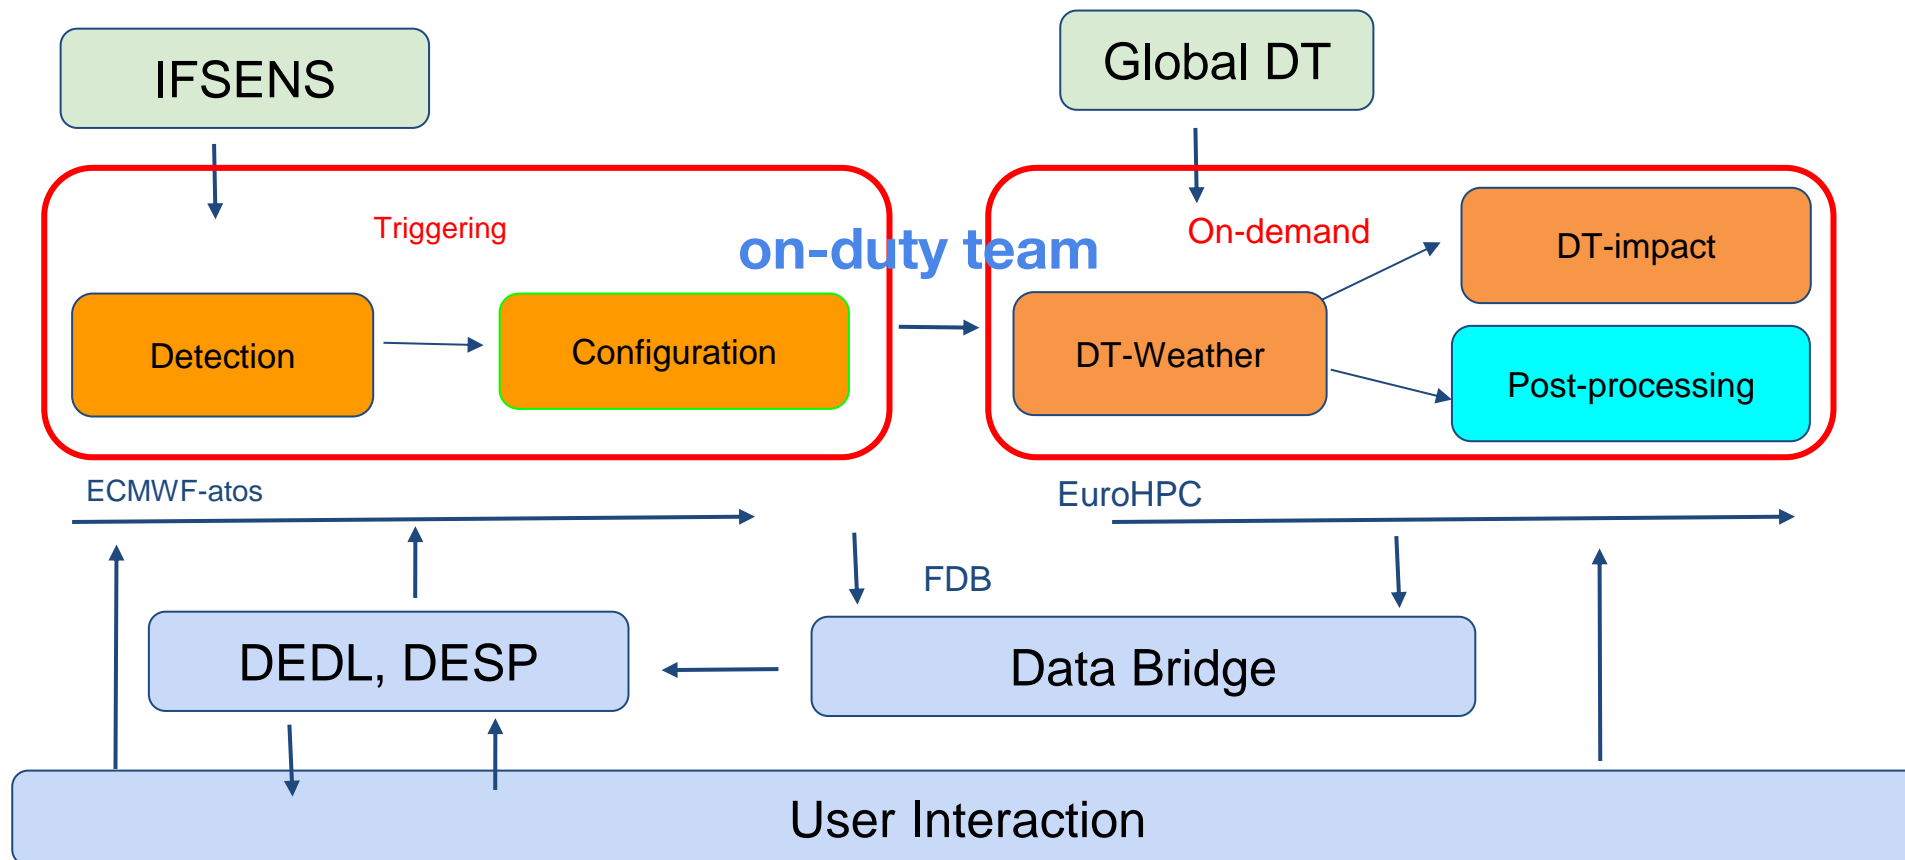 IFSENS
Global DT
Triggering
on-duty team
On-demand
DT-impact
Detection
Configuration
DT-Weather
Post-processing
ECMWF-atos
EuroHPC
FDB
DEDL, DESP
Data Bridge
User Interaction